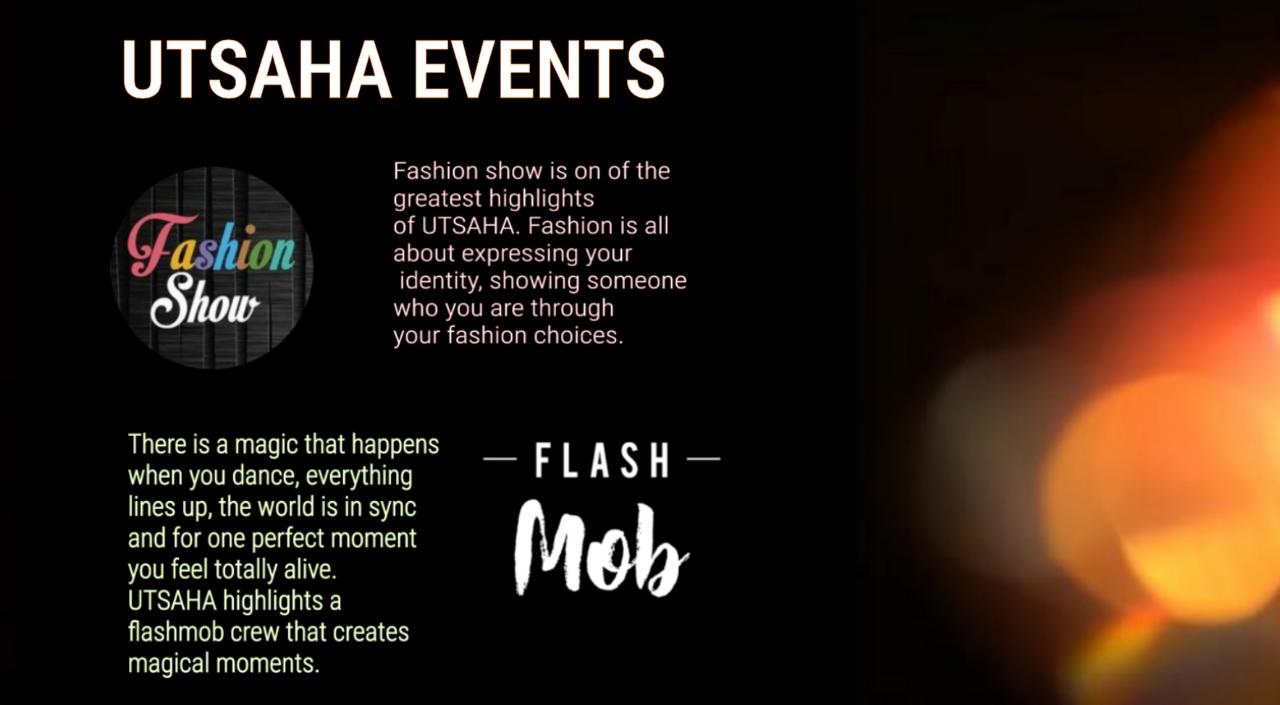 UTSAHA EVENTS
Fashion
Show
Fashion show is on of the
greatest highlights
of UTSAHA. Fashion is all
about expressing your
identity, showing someone
who you are through
your fashion choices.
There is a magic that happens
when you dance, everything
lines up, the world is in sync
and for one perfect moment
you feel totally alive.
UTSAHA highlights a
flashmob crew that creates
magical moments.
FLASH
Mob